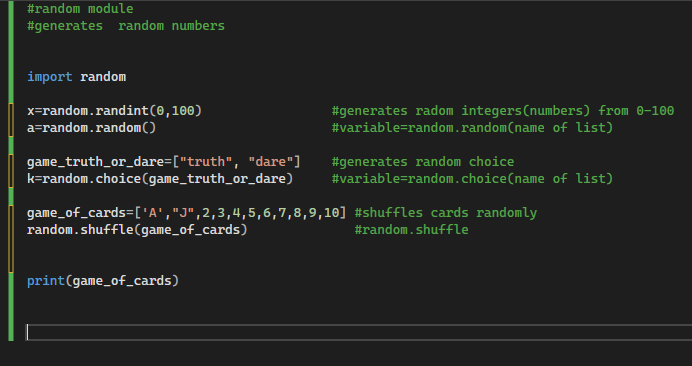 #random module
#generates  random numbers
import random
x=random.randint(0,100) #generates radom integers(numbers) from 0-100
a=random.random() #variable=random.random(name of list)
game_truth_or_dare=["truth", "dare"] #generates random choice
k=random.choice(game_truth_or_dare) #variable=random.choice(name of list)
game_of_cards=['A',"J",2,3,4,5,6,7,8,9,10] #shuffles cards randomly
random.shuffle(game_of_cards) #random.shuffle
print(game_of_cards)